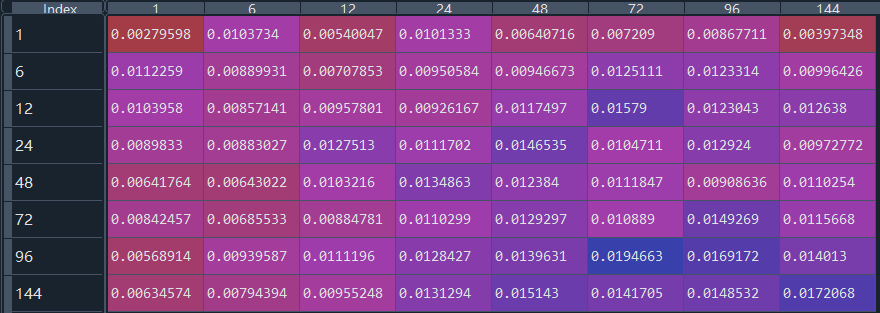 Index 1 6 12 24 48 72 96 144
1 0.00279598 0.0103734 0.00540047 0.0101333 0.00640716 0.007209 0.00867711 0.00397348
6 0.0112259 0.00889931 0.00707853 0.00950584 0.00946673 0.0125111 0.0123314 0.00996426
12 0.0103958 0.00857141 0.00957801 0.00926167 0.0117497 0.01579 0.0123043 0.012638
24 0.0089833 0.00883027 0.0127513 0.0111702 0.0146535 0.0104711 0.012924 0.00972772
48 0.00641764 0.00643022 0.0103216 0.0134863 0.012384 0.0111847 0.00908636 0.0110254
72 0.00842457 0.00685533 0.00884781 0.0110299 0.0129297 0.010889 0.0149269 0.0115668
96 0.00568914 0.00939587 0.0111196 0.0128427 0.0139631 0.0194663 0.0169172 0.014013
144 0.00634574 0.00794394 0.00955248 0.0131294 0.015143 0.0141705 0.0148532 0.0172068